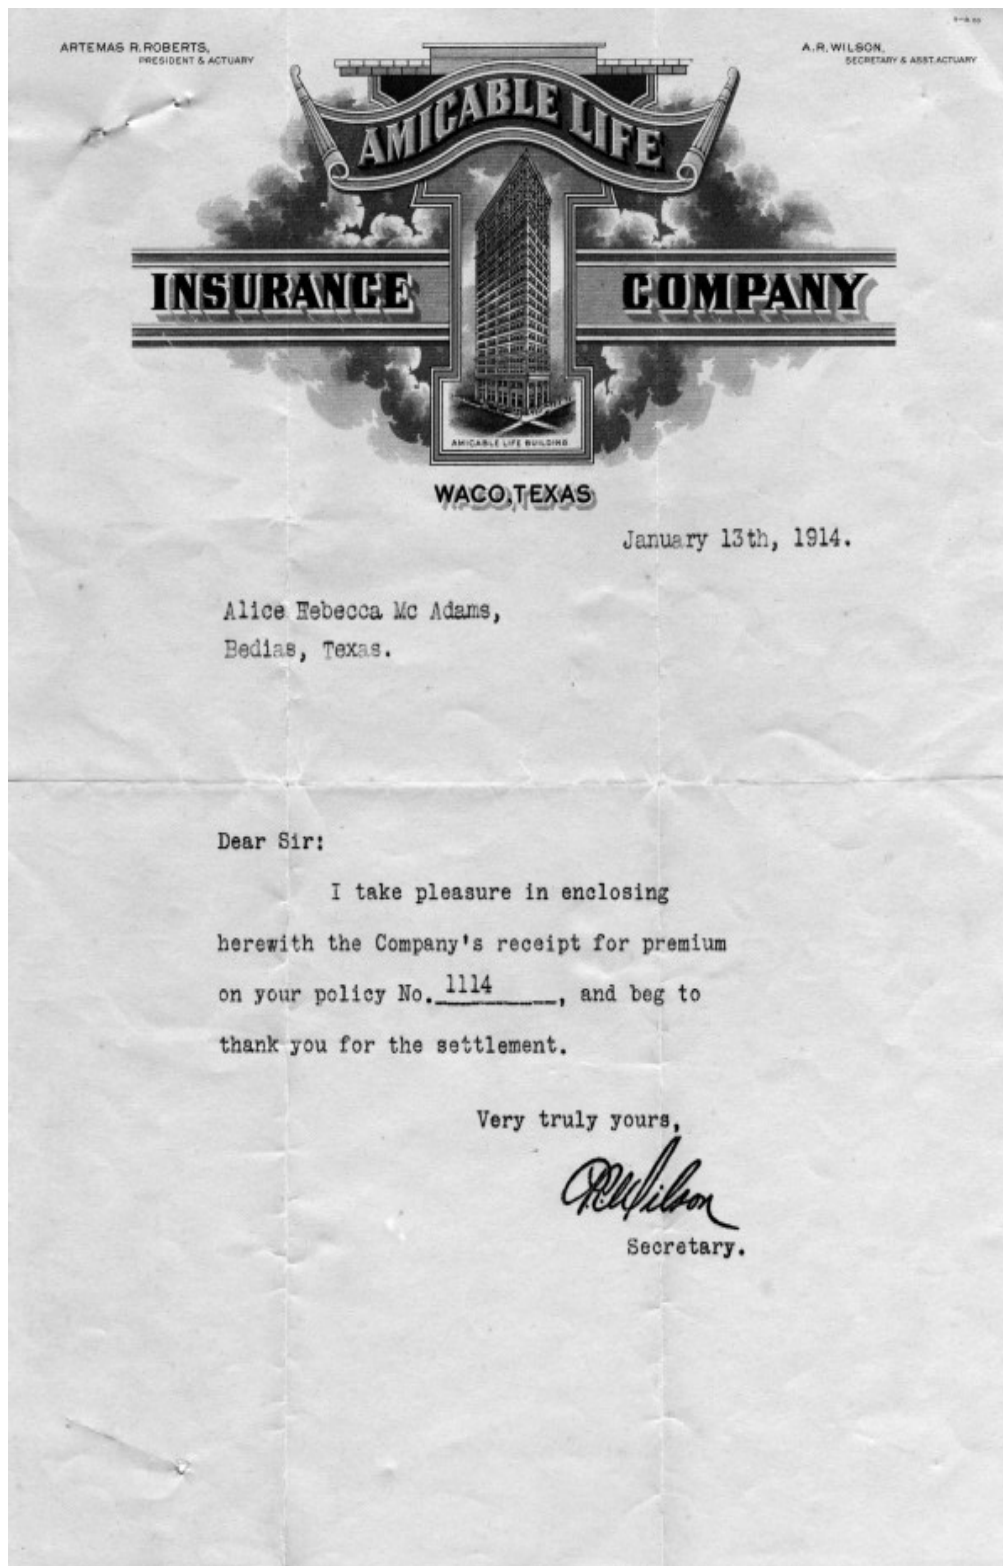 ARTEMAS R. ROBERTS,
PRESIDENT & ACTUARY
A. R. WILSON,
SECRETARY & ASST. ACTUARY
AMICABLE LIFE
INSURANCE COMPANY
AMICABLE LIFE BUILDING
WACO, TEXAS
January 13th, 1914.
Alice Rebecca Mc Adams,
Bedias, Texas.
Dear Sir:
I take pleasure in enclosing
herewith the Company's receipt for premium
on your policy No. 1114, and beg to
thank you for the settlement.
Very truly yours,
A.R. Wilson
Secretary.